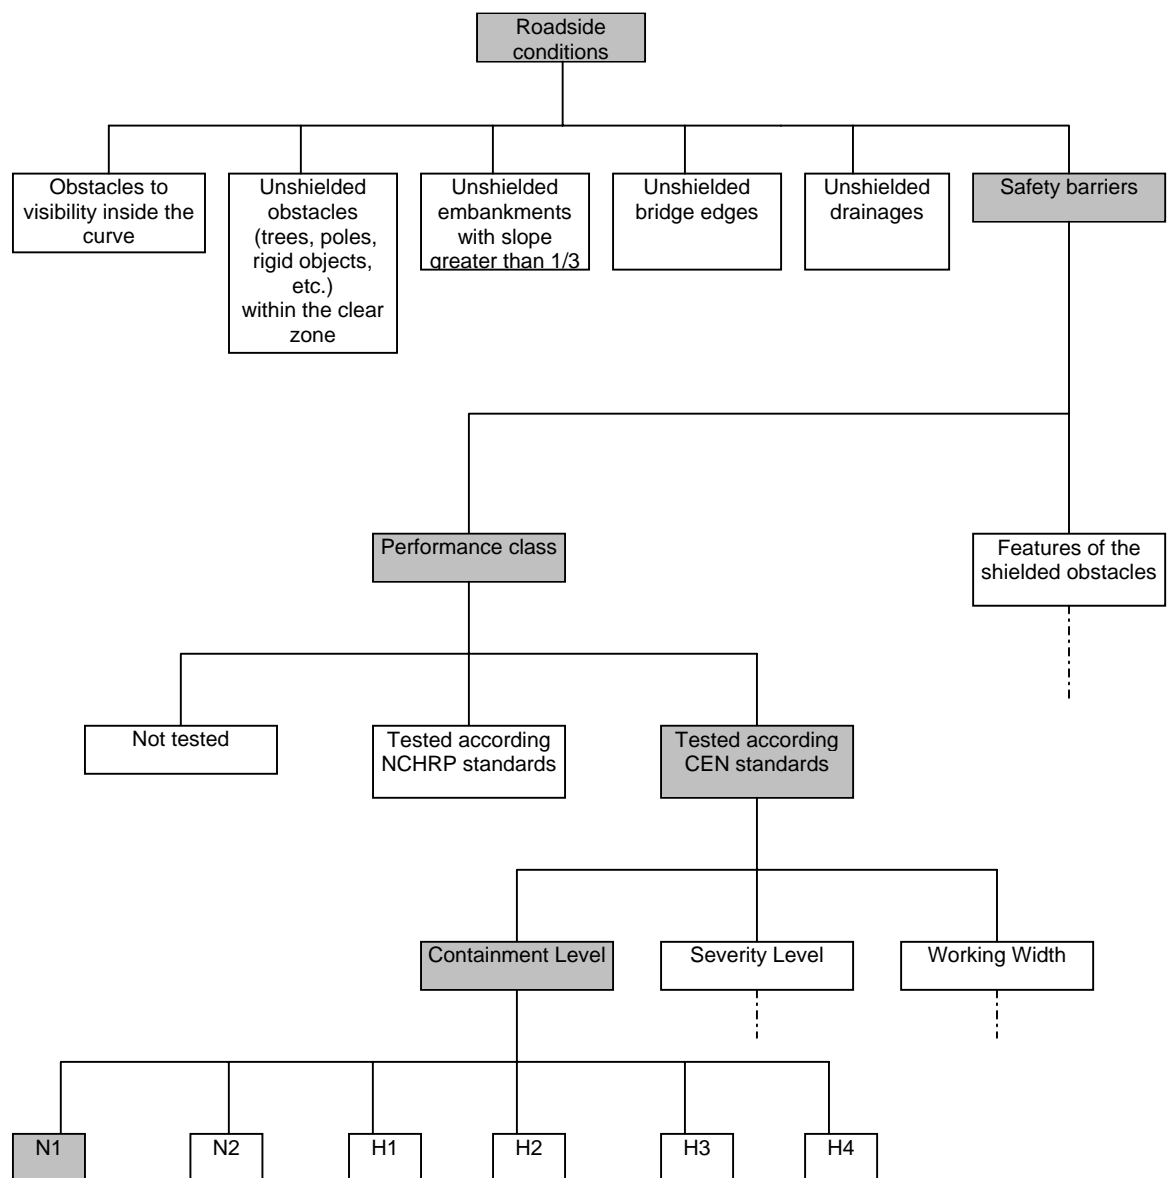 Roadside
conditions
Obstacles to
visibility inside the
curve
Unshielded
obstacles
(trees, poles,
rigid objects,
etc.)
within the clear
zone
Unshielded
embankments
with slope
greater than 1/3
Unshielded
bridge edges
Unshielded
drainages
Safety barriers
Performance class
Features of the
shielded obstacles
Not tested
Tested according
NCHRP standards
Tested according
CEN standards
Containment Level
Severity Level
Working Width
N1
N2
H1
H2
H3
H4